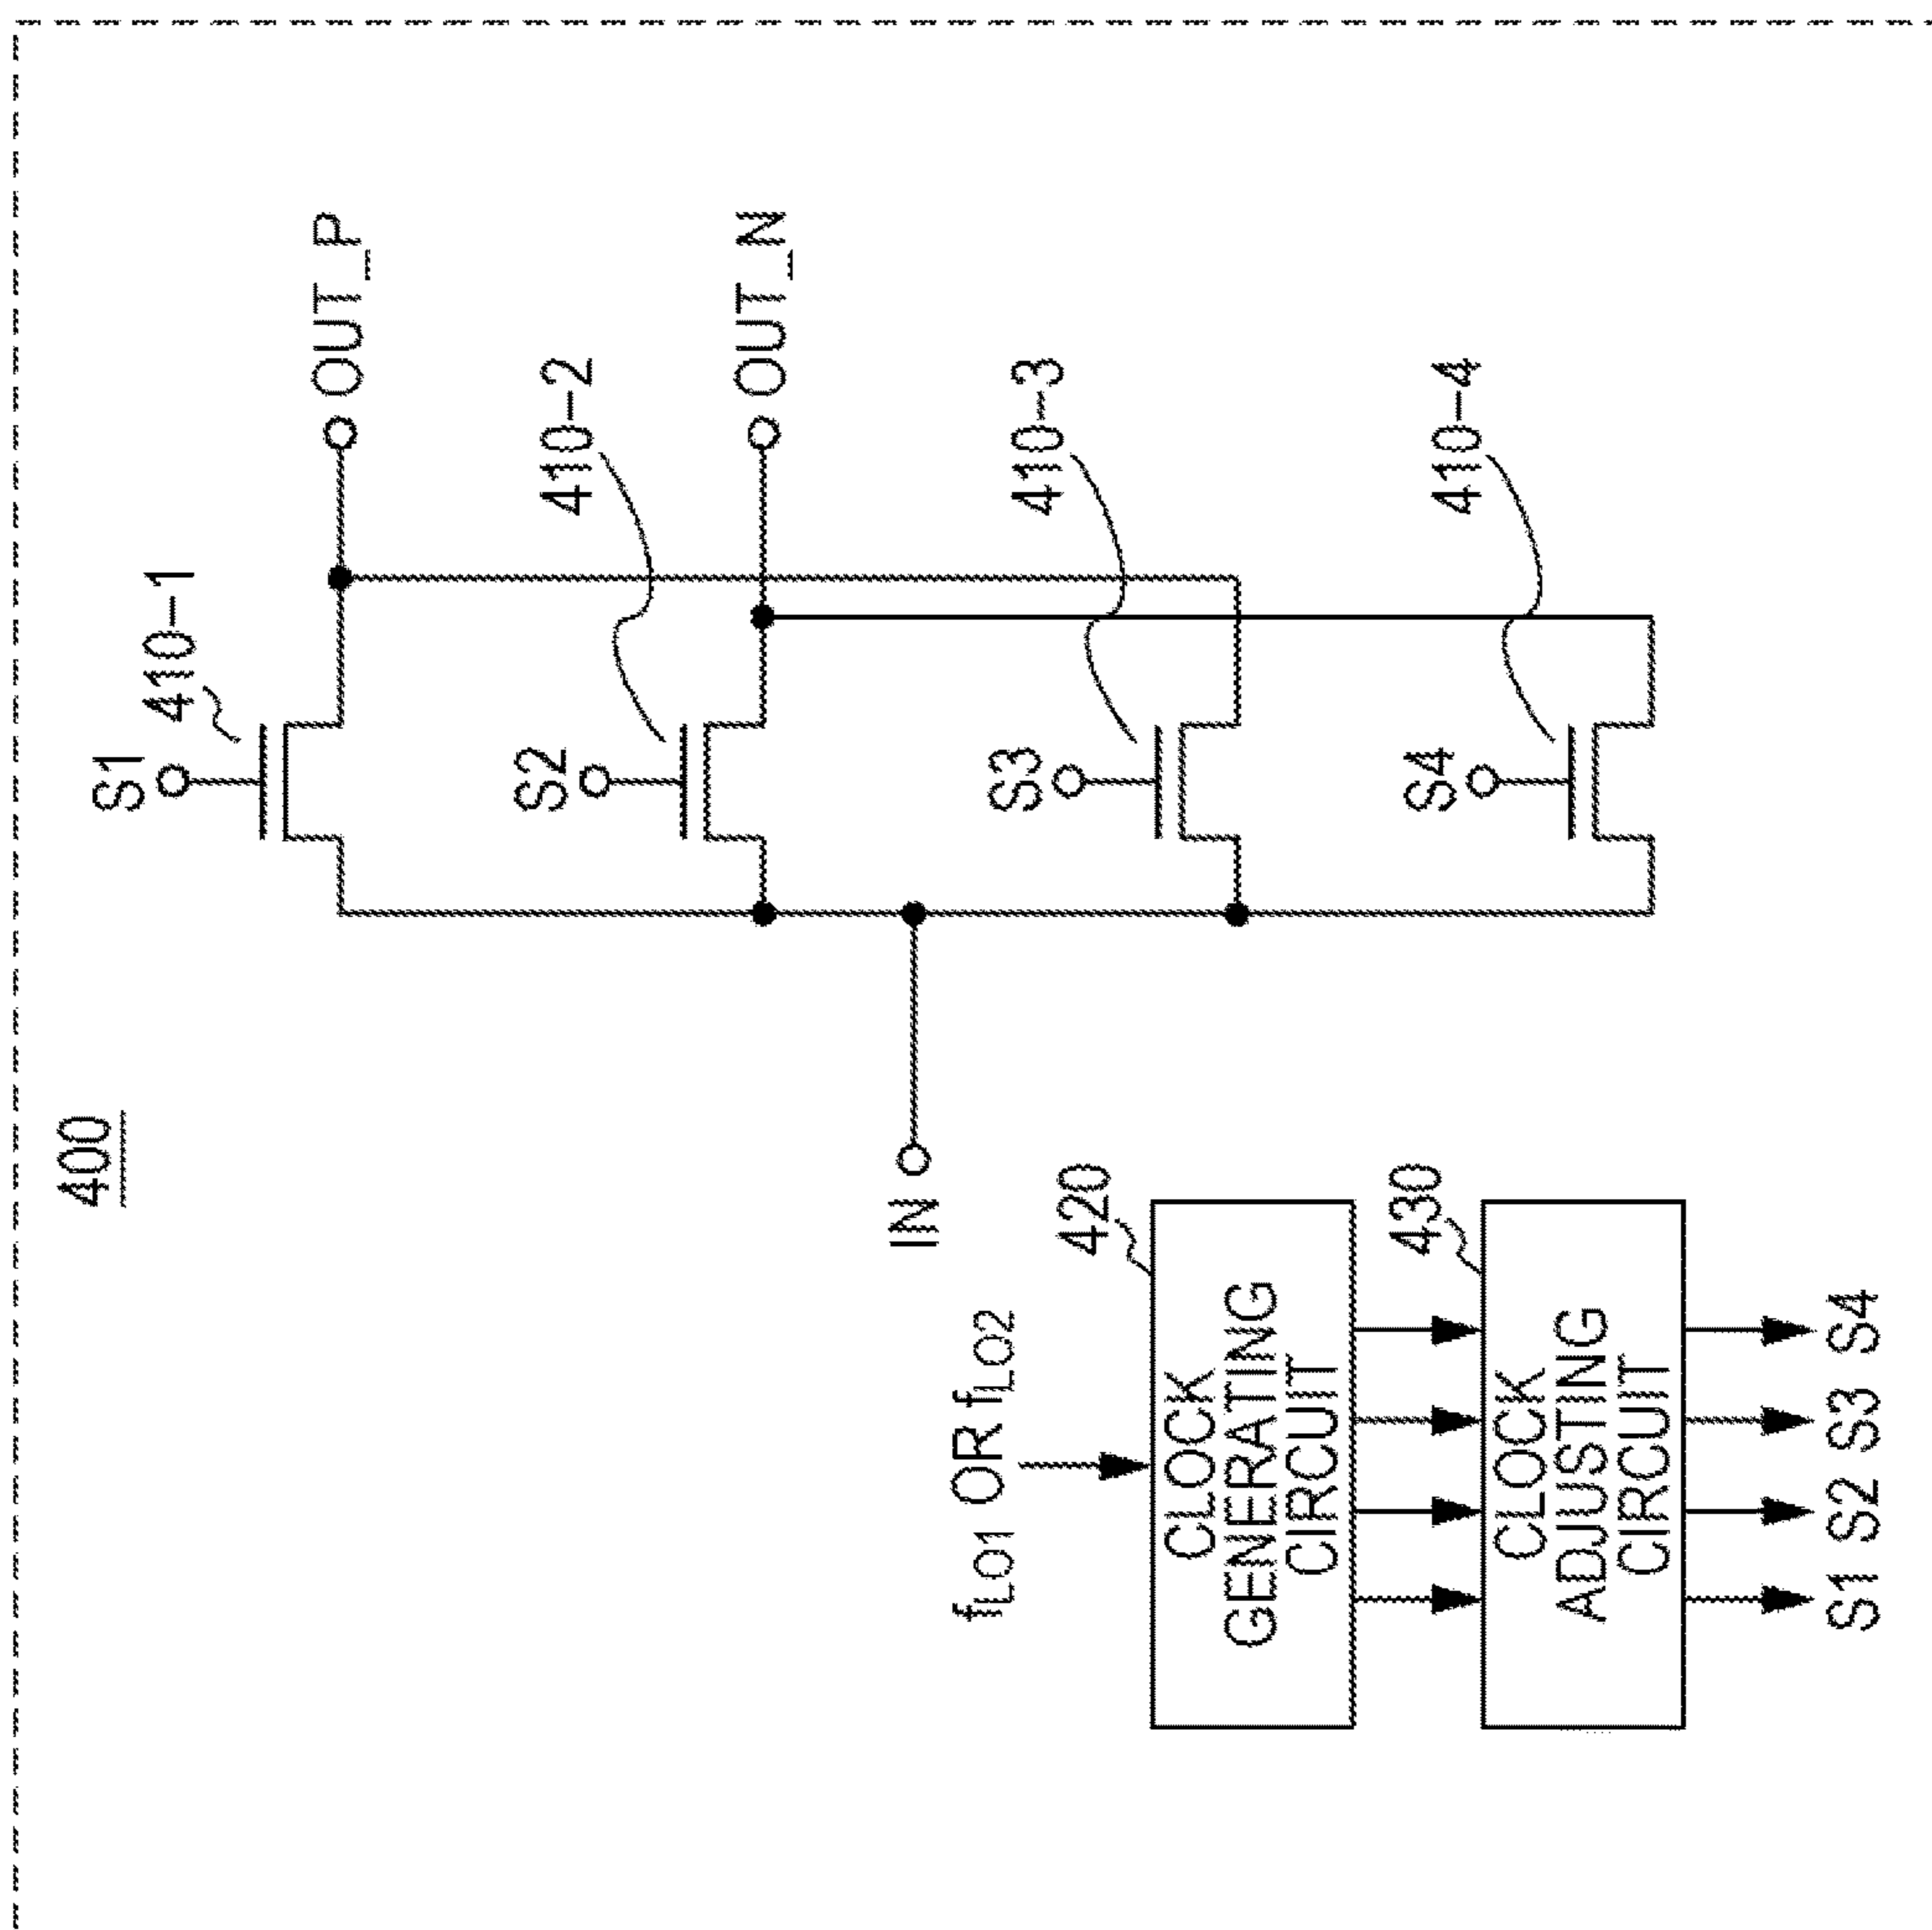 400
S1
410-1
OUT_P
S2
410-2
OUT_N
S3
410-3
S4
410-4
IN
fLO1 OR fLO2
420
CLOCK
GENERATING
CIRCUIT
430
CLOCK
ADJUSTING
CIRCUIT
S1 S2 S3 S4